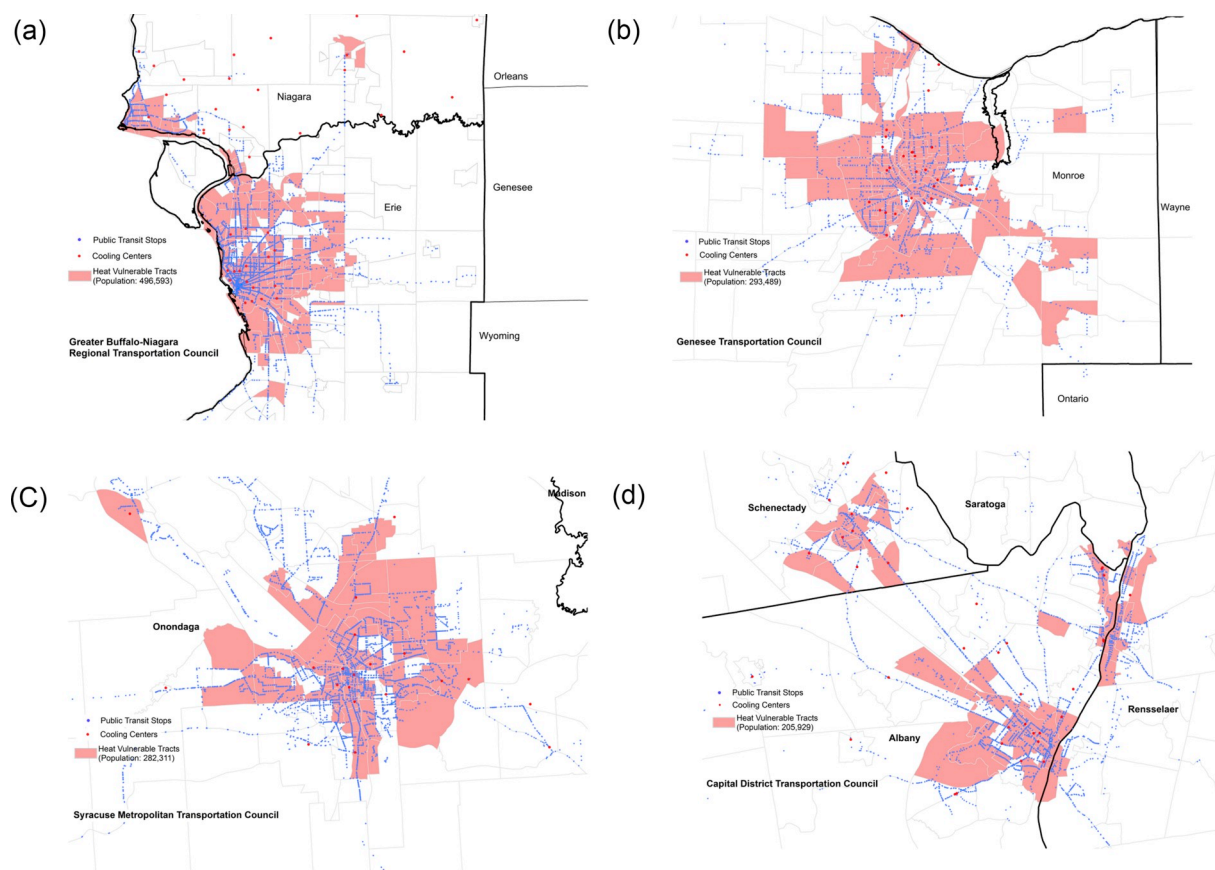 (a)
Orleans
Niagara
Genesee
Erie
Public Transit Stops
Cooling Centers
Heat Vulnerable Tracts
(Population: 496,593)
Wyoming
Greater Buffalo-Niagara
Regional Transportation Council
(b)
Monroe
Wayne
Public Transit Stops
Cooling Centers
Heat Vulnerable Tracts
(Population: 293,489)
Genesee Transportation Council
Ontario
(C)
Madison
Onondaga
Public Transit Stops
Cooling Centers
Heat Vulnerable Tracts
(Population: 282,311)
Syracuse Metropolitan Transportation Council
(d)
Schenectady
Saratoga
Public Transit Stops
Cooling Centers
Heat Vulnerable Tracts
(Population: 205,929)
Rensselaer
Albany
Capital District Transportation Council